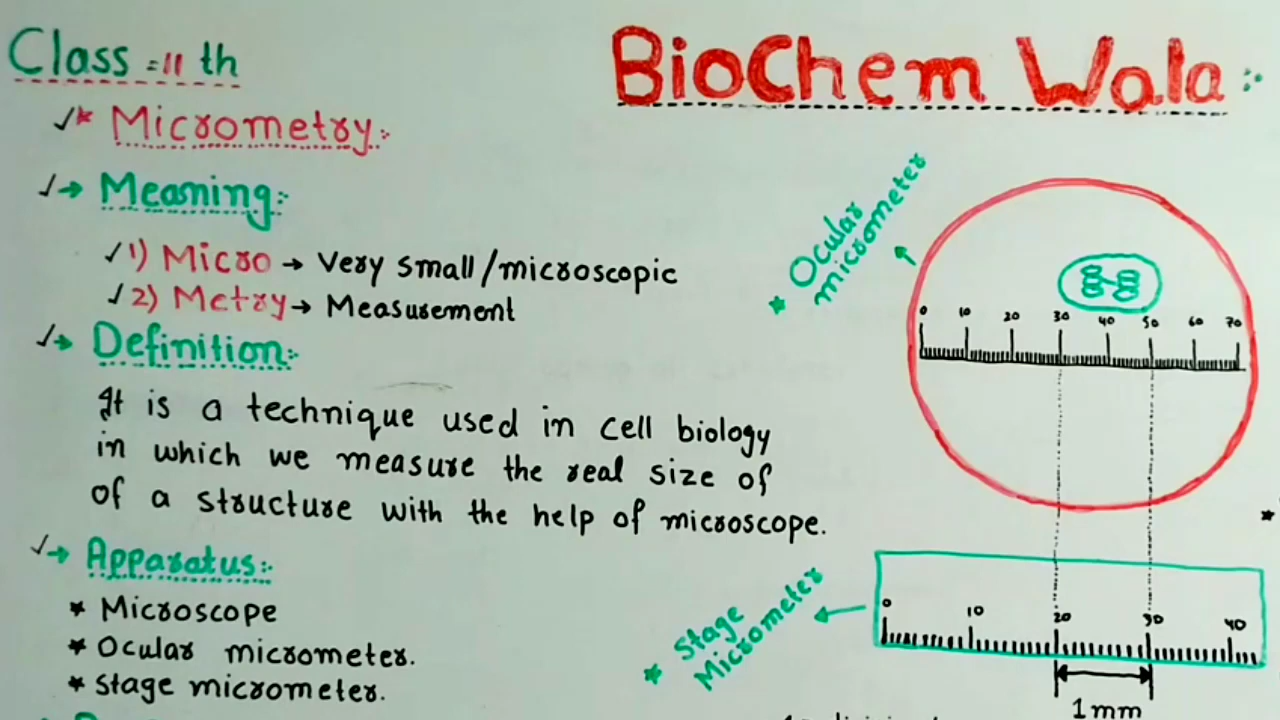 Class =11 th
BioChem Wala :-
* Micrometry:-
→ Meaning:-
1) Micro → Very small/microscopic
2) Metry → Measurement
→ Definition:-
It is a technique used in cell biology
in which we measure the real size of
of a structure with the help of microscope.
→ Apparatus:-
* Microscope
* Ocular micrometer.
* Stage micrometer.
* Ocular
micrometer
0 10 20 30 40 50 60 70
* Stage
Micrometer
0 10 20 30 40
1mm